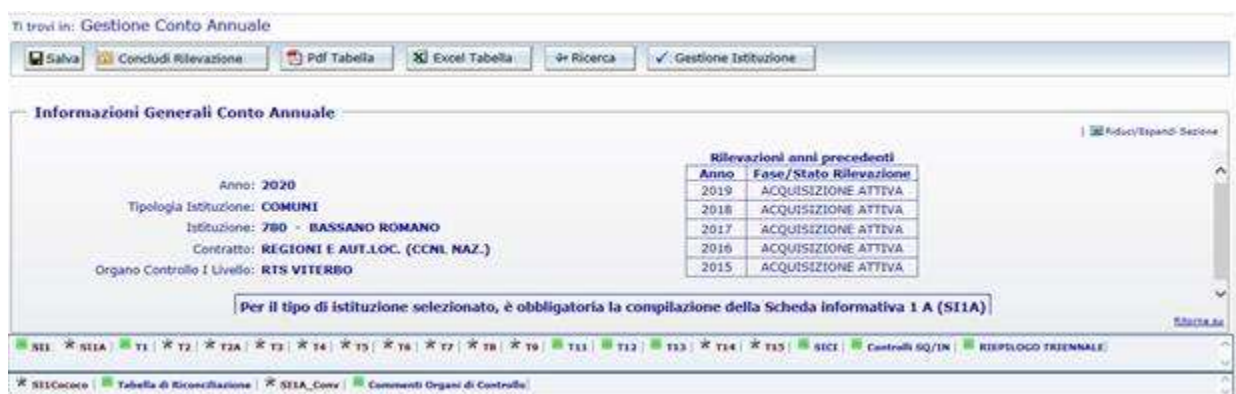 Ti trovi in: Gestione Conto Annuale
Salva Concludi Rilevazione Pdf Tabella Excel Tabella Ricerca Gestione Istituzione
Informazioni Generali Conto Annuale
| Riduci/Espandi Sezione
Rilevazioni anni precedenti
Anno Fase/Stato Rilevazione
2019 ACQUISIZIONE ATTIVA
2018 ACQUISIZIONE ATTIVA
2017 ACQUISIZIONE ATTIVA
2016 ACQUISIZIONE ATTIVA
2015 ACQUISIZIONE ATTIVA
Anno: 2020
Tipologia Istituzione: COMUNI
Istituzione: 780 - BASSANO ROMANO
Contratto: REGIONI E AUT.LOC. (CCNL NAZ.)
Organo Controllo I Livello: RTS VITERBO
Per il tipo di istituzione selezionato, è obbligatoria la compilazione della Scheda informativa 1 A (SI1A)
Ritorna su
SI1 SI1A | T1 | T2 | T2A | T3 | T4 | T5 | T6 | T7 | T8 | T9 | T11 | T12 | T13 | T14 | T15 | SICI | Controlli SQ/IN | RIEPILOGO TRIENNALE|
SI1Cococo | Tabella di Riconciliazione | SI1A_Conv | Commenti Organi di Controllo|